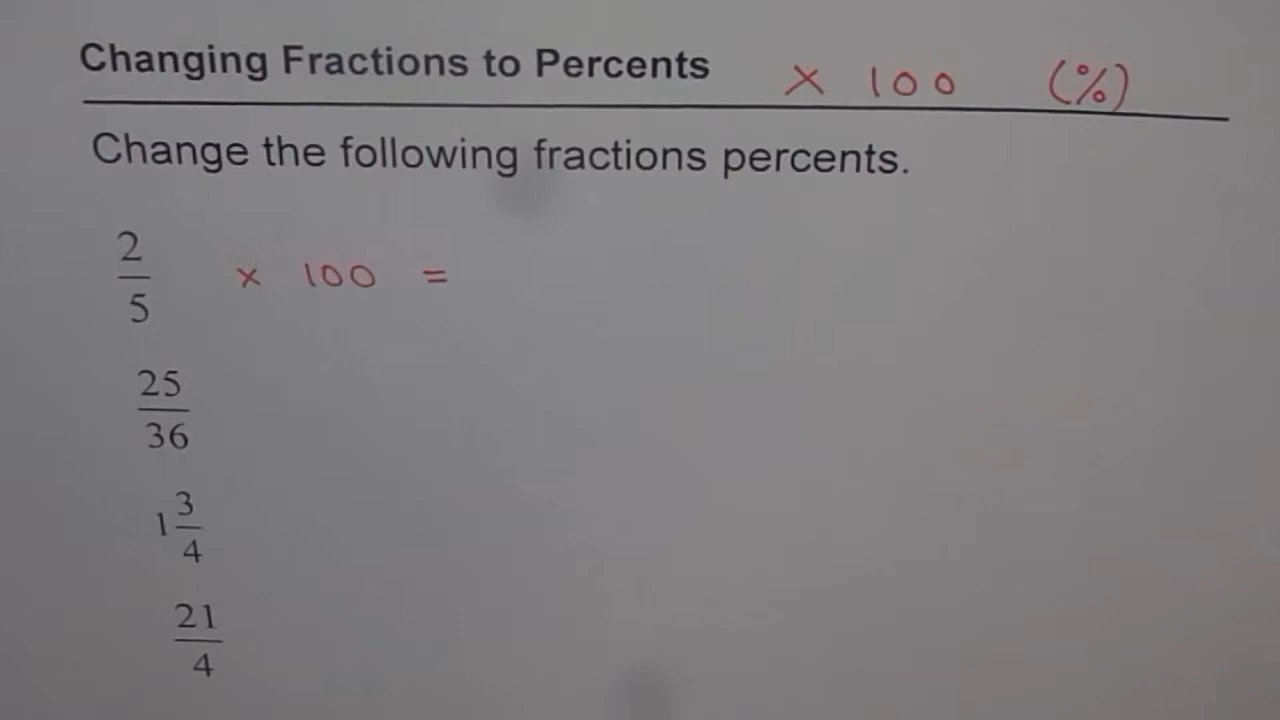 Changing Fractions to Percents × 100 (%)
Change the following fractions percents.
2/5 × 100 =
25/36
1 3/4
21/4